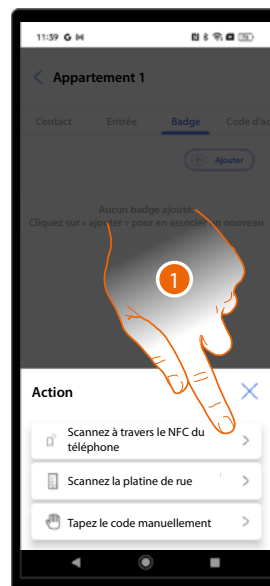 11:39 G
Appartement 1
Contact Entrée Badge Code d'ac
Ajouter
Aucun badge ajouté.
Cliquez sur « ajouter » pour en associer un nouveau
1
Action
Scannez à travers le NFC du
téléphone
Scannez la platine de rue
Tapez le code manuellement